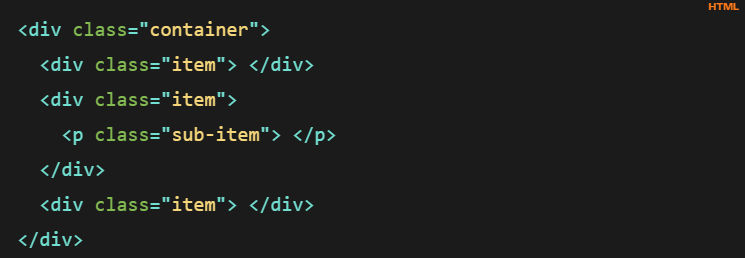 HTML
<div class="container">
  <div class="item"> </div>
  <div class="item">
    <p class="sub-item"> </p>
  </div>
  <div class="item"> </div>
</div>